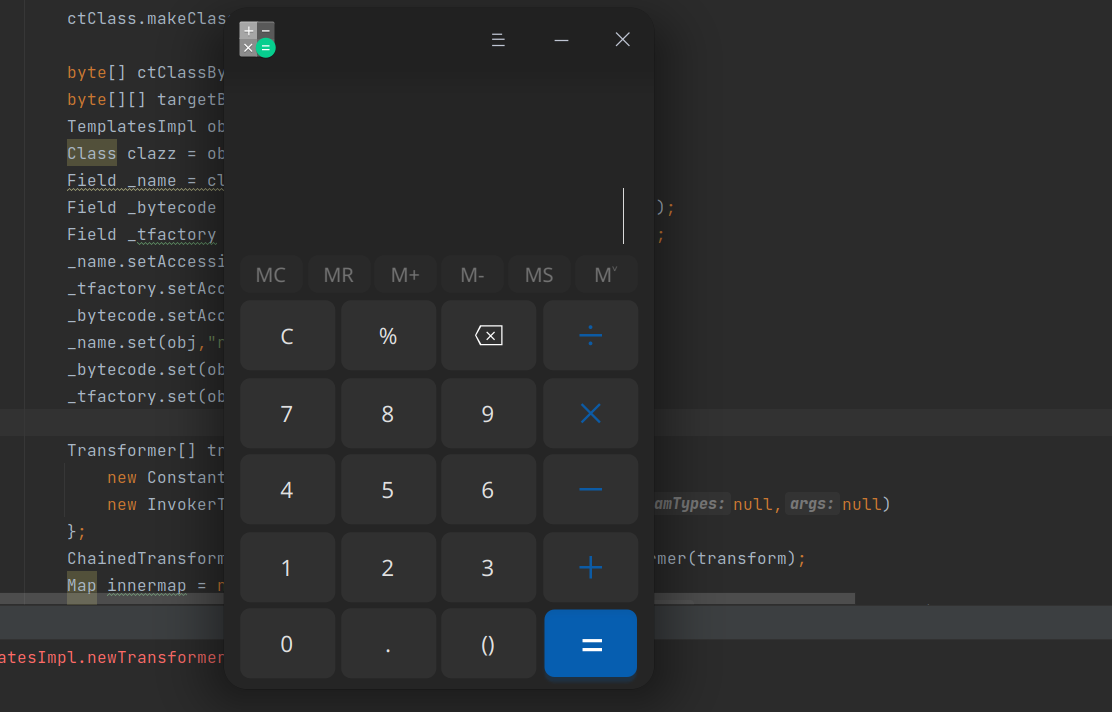 ctClass.makeClas
byte[] ctClassBy
byte[][] targetB
TemplatesImpl ob
Class clazz = ob
Field _name = cl
Field _bytecode );
Field _tfactory ;
_name.setAccessi
_tfactory.setAcc
_bytecode.setAcc
_name.set(obj,"n
_bytecode.set(ob
_tfactory.set(ob
Transformer[] tr
new Constant
new InvokerT amTypes: null, args: null)
};
ChainedTransform rmer(transform);
Map innermap = n
atesImpl.newTransformer
MC MR M+ M- MS M˅
C % ÷
7 8 9 ×
4 5 6 −
1 2 3 +
0 . () =